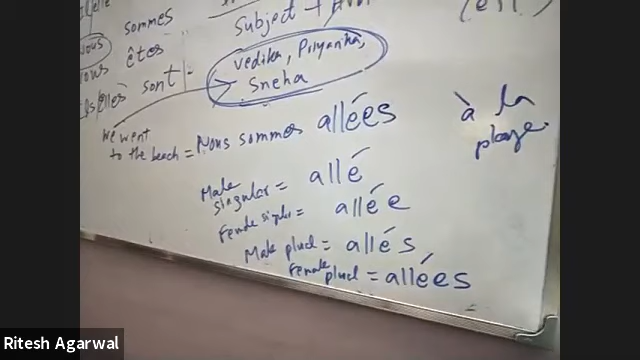 sommes
Subject +
êtes
sont
Vedika, Priyanka,
Sneha
We went
to the beach = Nous sommes allées
à la
plage
Male
singular = allé
Female singular = allée
Male plural = allés
Female
plural = allées
Ritesh Agarwal